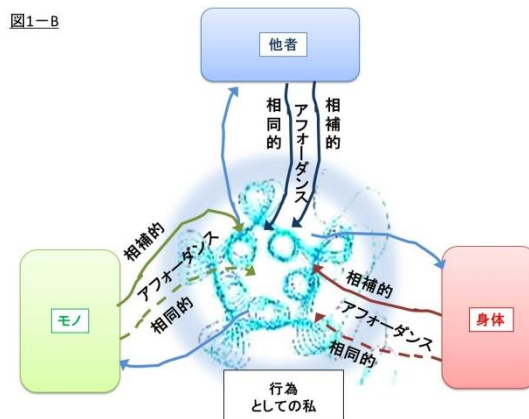 図1－B
他者
相同的
アフォーダンス
相補的
相補的
アフォーダンス
相同的
モノ
相補的
アフォーダンス
相同的
身体
行為
としての私